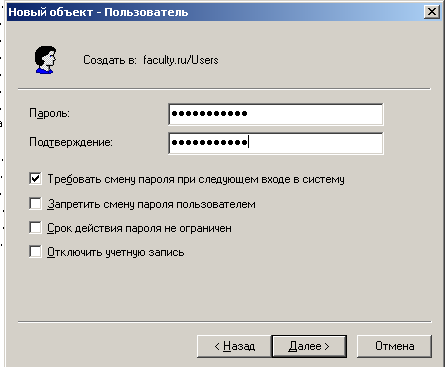 Новый объект - Пользователь
Создать в: faculty.ru/Users
Пароль:
Подтверждение:
Требовать смену пароля при следующем входе в систему
Запретить смену пароля пользователем
Срок действия пароля не ограничен
Отключить учетную запись
< Назад Далее > Отмена